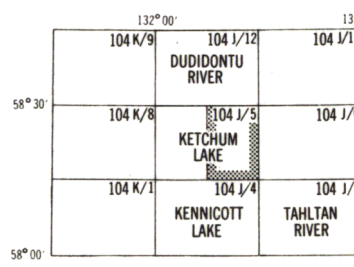 132° 00'
104 K/9 104 J/12
DUDIDONTU
RIVER
58° 30'
104 K/8 104 J/5
KETCHUM
LAKE
104 K/1 104 J/4
KENNICOTT
LAKE
TAHLTAN
RIVER
58° 00'